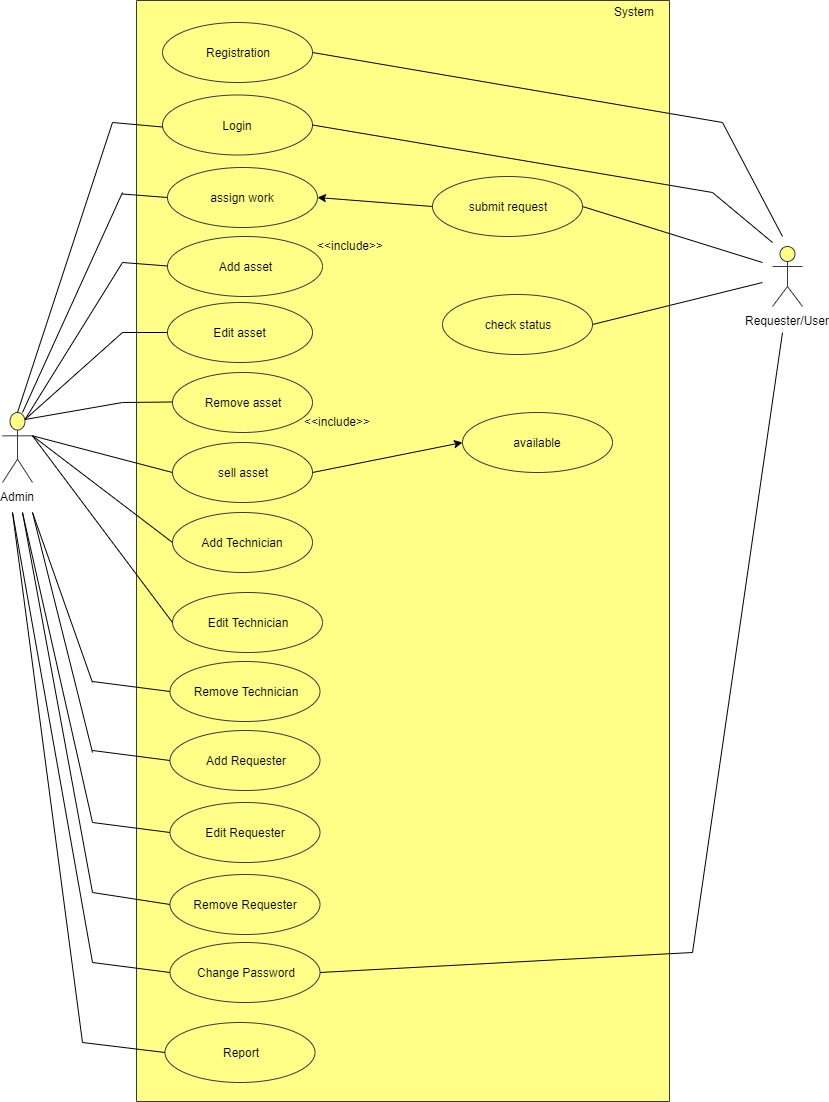 System
Registration
Login
assign work
submit request
<<include>>
Add asset
Requester/User
check status
Edit asset
Remove asset
<<include>>
available
sell asset
Admin
Add Technician
Edit Technician
Remove Technician
Add Requester
Edit Requester
Remove Requester
Change Password
Report